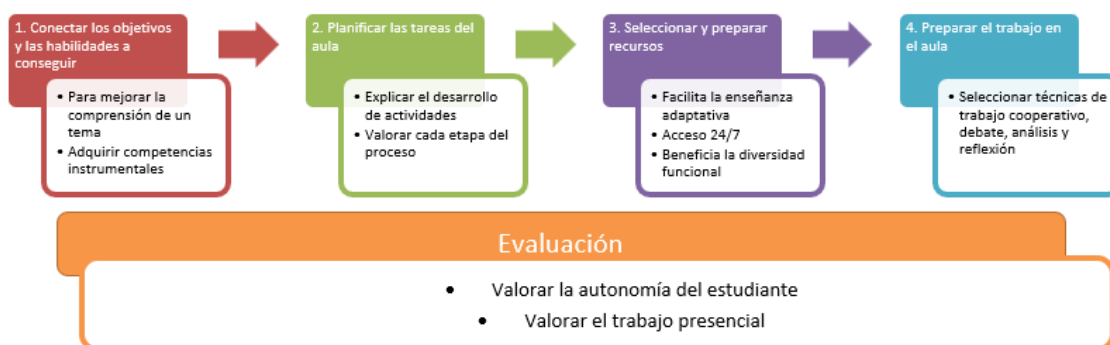 1. Conectar los objetivos
y las habilidades a
conseguir
• Para mejorar la
comprensión de un
tema
• Adquirir competencias
instrumentales
2. Planificar las tareas del
aula
• Explicar el desarrollo
de actividades
• Valorar cada etapa del
proceso
3. Seleccionar y preparar
recursos
• Facilita la enseñanza
adaptativa
• Acceso 24/7
• Beneficia la diversidad
funcional
4. Preparar el trabajo en
el aula
• Seleccionar técnicas de
trabajo cooperativo,
debate, análisis y
reflexión
Evaluación
• Valorar la autonomía del estudiante
• Valorar el trabajo presencial